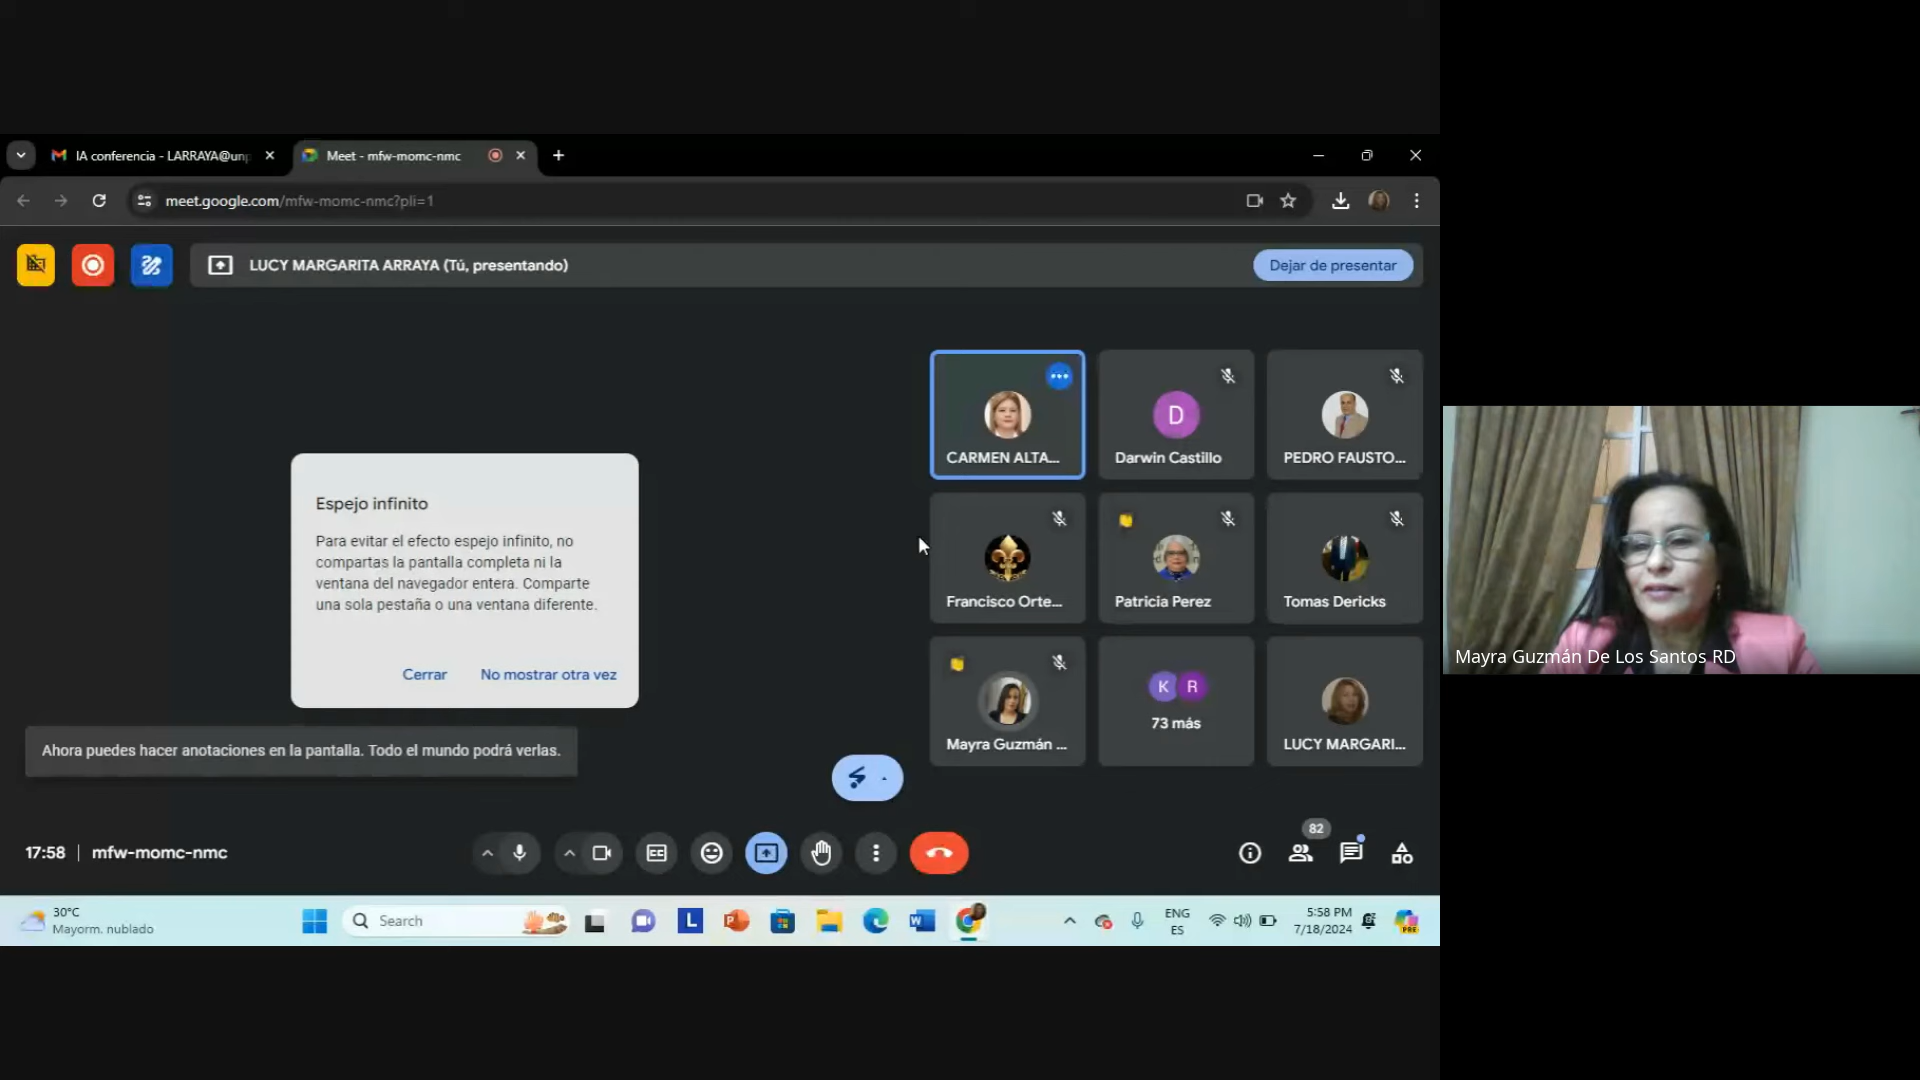 IA conferencia - LARRAYA@unp
Meet - mfw-momc-nmc
meet.google.com/mfw-momc-nmc?pli=1
LUCY MARGARITA ARRAYA (Tú, presentando)
Dejar de presentar
CARMEN ALTA...
D
Darwin Castillo
PEDRO FAUSTO...
Espejo infinito
Para evitar el efecto espejo infinito, no
compartas la pantalla completa ni la
ventana del navegador entera. Comparte
una sola pestaña o una ventana diferente.
Cerrar
No mostrar otra vez
Francisco Orte...
Patricia Perez
Tomas Dericks
Mayra Guzmán ...
K R
73 más
LUCY MARGARI...
Mayra Guzmán De Los Santos RD
Ahora puedes hacer anotaciones en la pantalla. Todo el mundo podrá verlas.
17:58 | mfw-momc-nmc
82
30°C
Mayorm. nublado
Search
L
ENG
ES
5:58 PM
7/18/2024
PRE